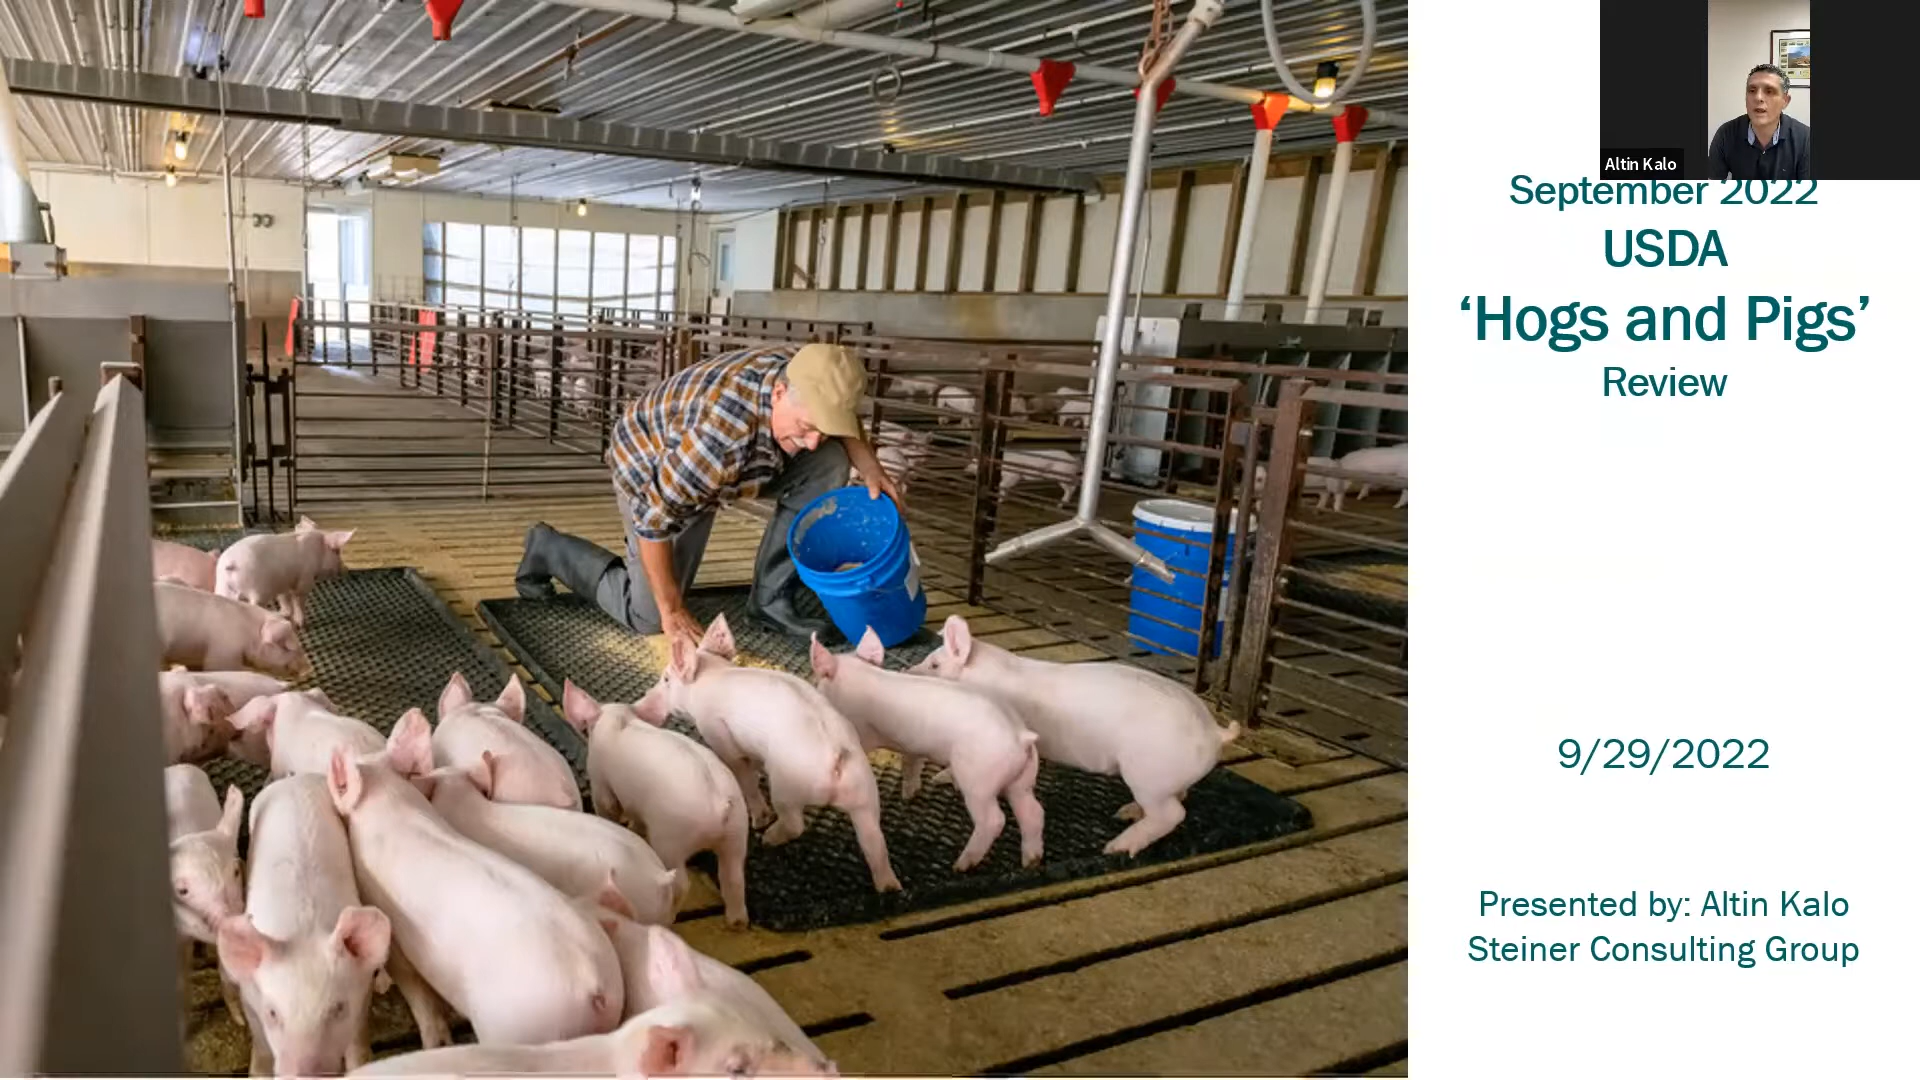 Altin Kalo
September 2022
USDA
‘Hogs and Pigs’
Review
9/29/2022
Presented by: Altin Kalo
Steiner Consulting Group